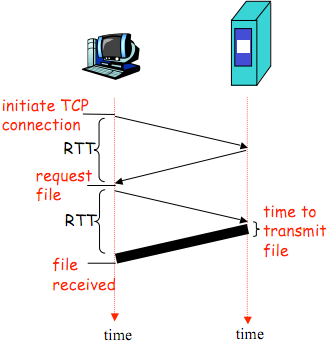 initiate TCP
connection
RTT
request
file
RTT
time to
transmit
file
file
received
time
time